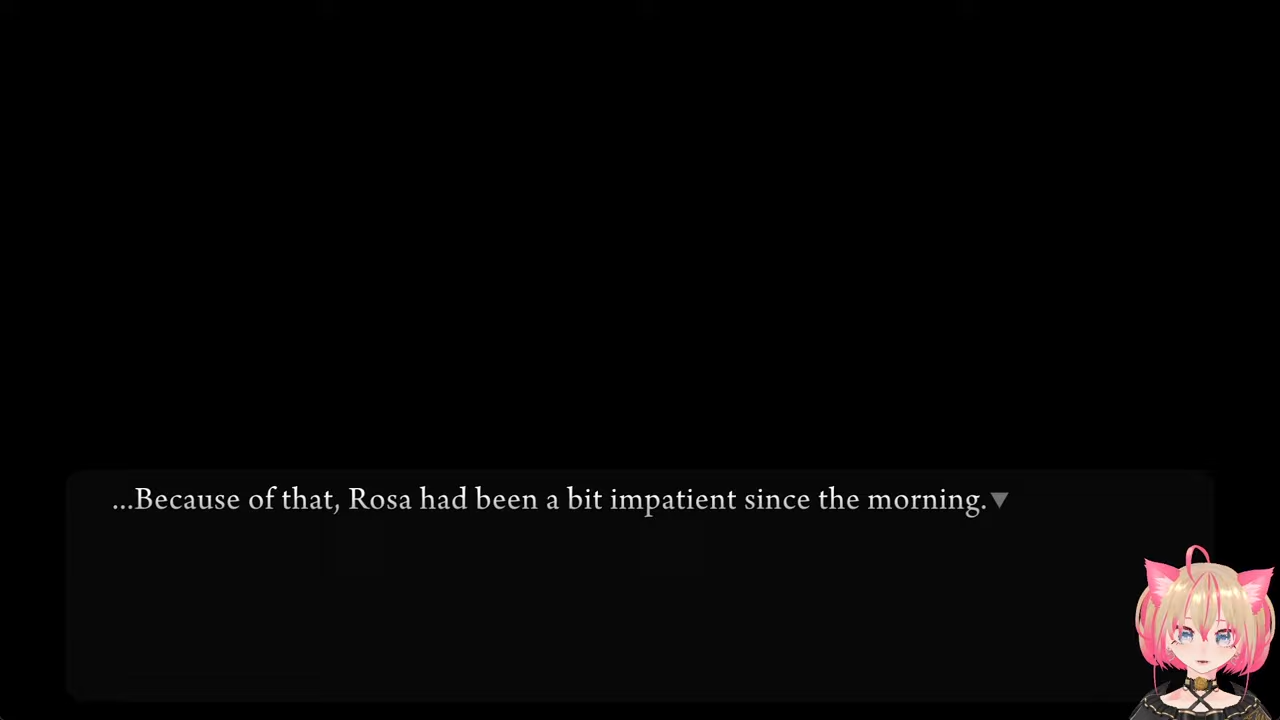 ...Because of that, Rosa had been a bit impatient since the morning.